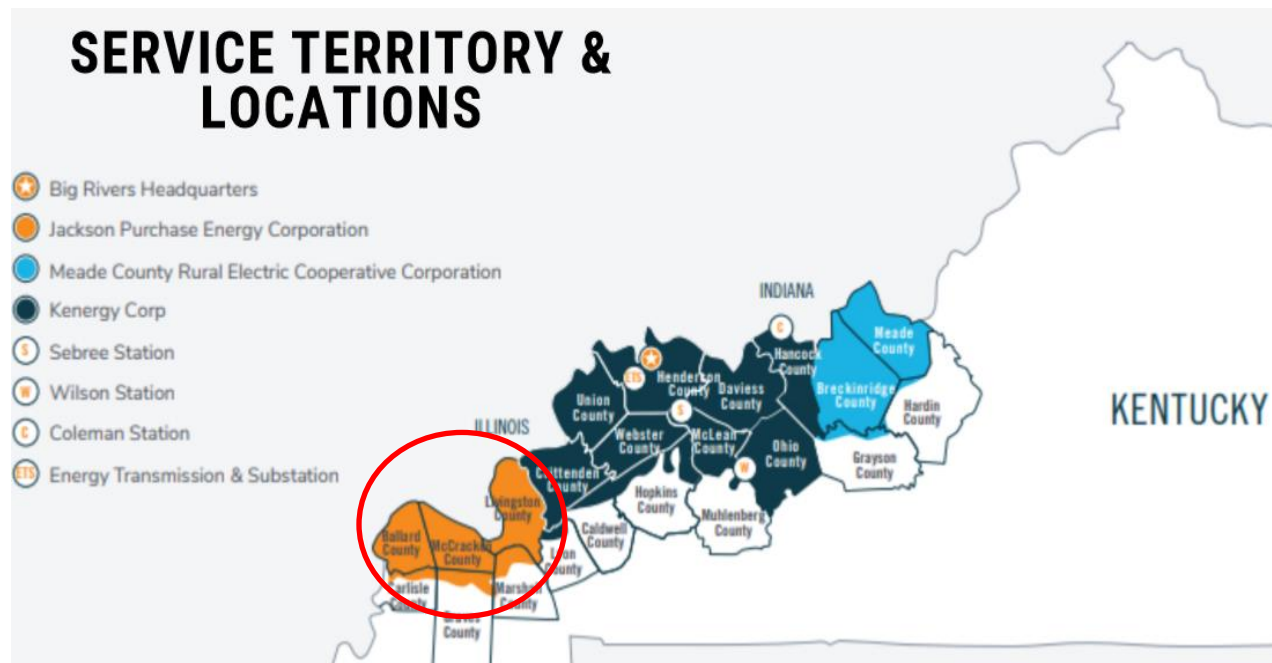 SERVICE TERRITORY &
LOCATIONS
Big Rivers Headquarters
Jackson Purchase Energy Corporation
Meade County Rural Electric Cooperative Corporation
Kenergy Corp
S Sebree Station
W Wilson Station
C Coleman Station
ETS Energy Transmission & Substation
INDIANA
ILLINOIS
KENTUCKY
C
Meade
County
Hancock
County
Breckinridge
County
Hardin
County
ETS
Henderson
County
Daviess
County
Union
County
S
Webster
County
McLean
County
Ohio
County
W
Grayson
County
Crittenden
County
Hopkins
County
Muhlenberg
County
Livingston
County
Caldwell
County
Lyon
County
Ballard
County
McCracken
County
Carlisle
County
Marshall
County
Graves
County